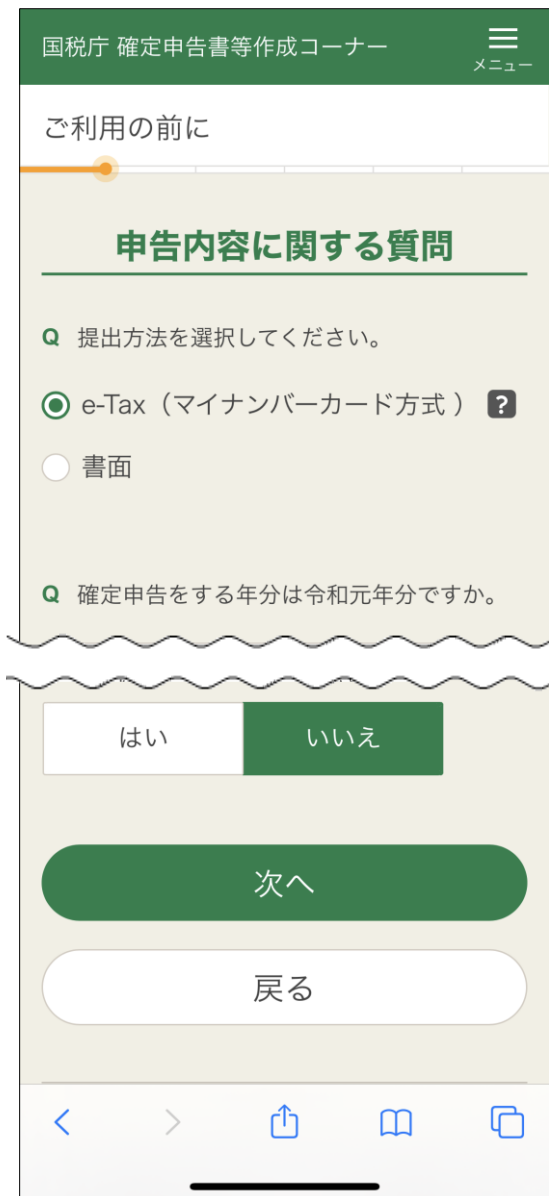 国税庁 確定申告書等作成コーナー
メニュー
ご利用の前に
申告内容に関する質問
Q 提出方法を選択してください。
e-Tax（マイナンバーカード方式 ） ?
書面
Q 確定申告をする年分は令和元年分ですか。
はい いいえ
次へ
戻る